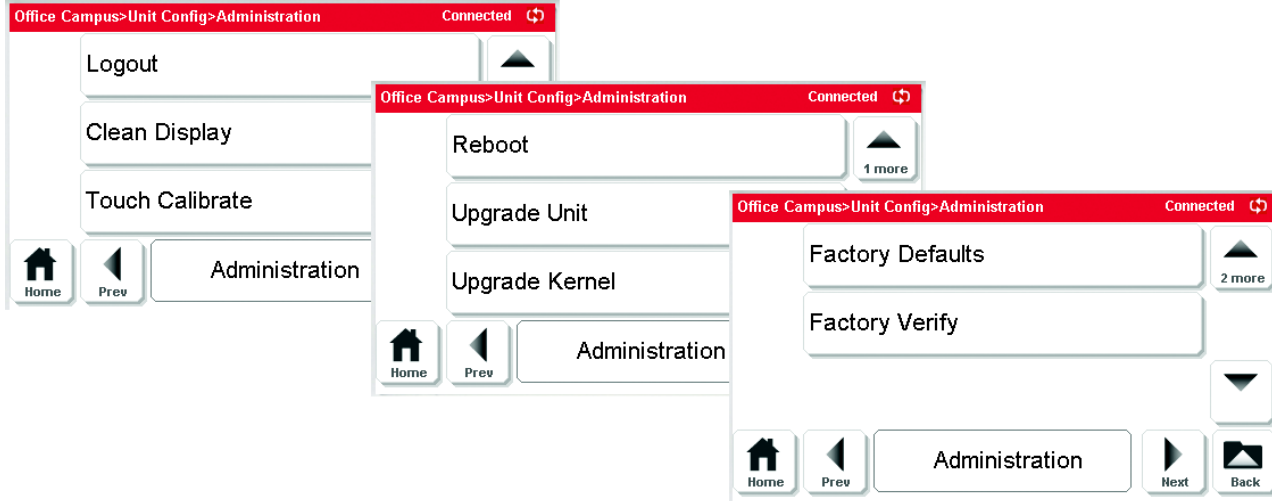 Office Campus>Unit Config>Administration Connected
Logout
Clean Display
Touch Calibrate
Home Prev Administration
Office Campus>Unit Config>Administration Connected
Reboot
1 more
Upgrade Unit
Upgrade Kernel
Home Prev Administration
Office Campus>Unit Config>Administration Connected
Factory Defaults
2 more
Factory Verify
Home Prev Administration Next Back